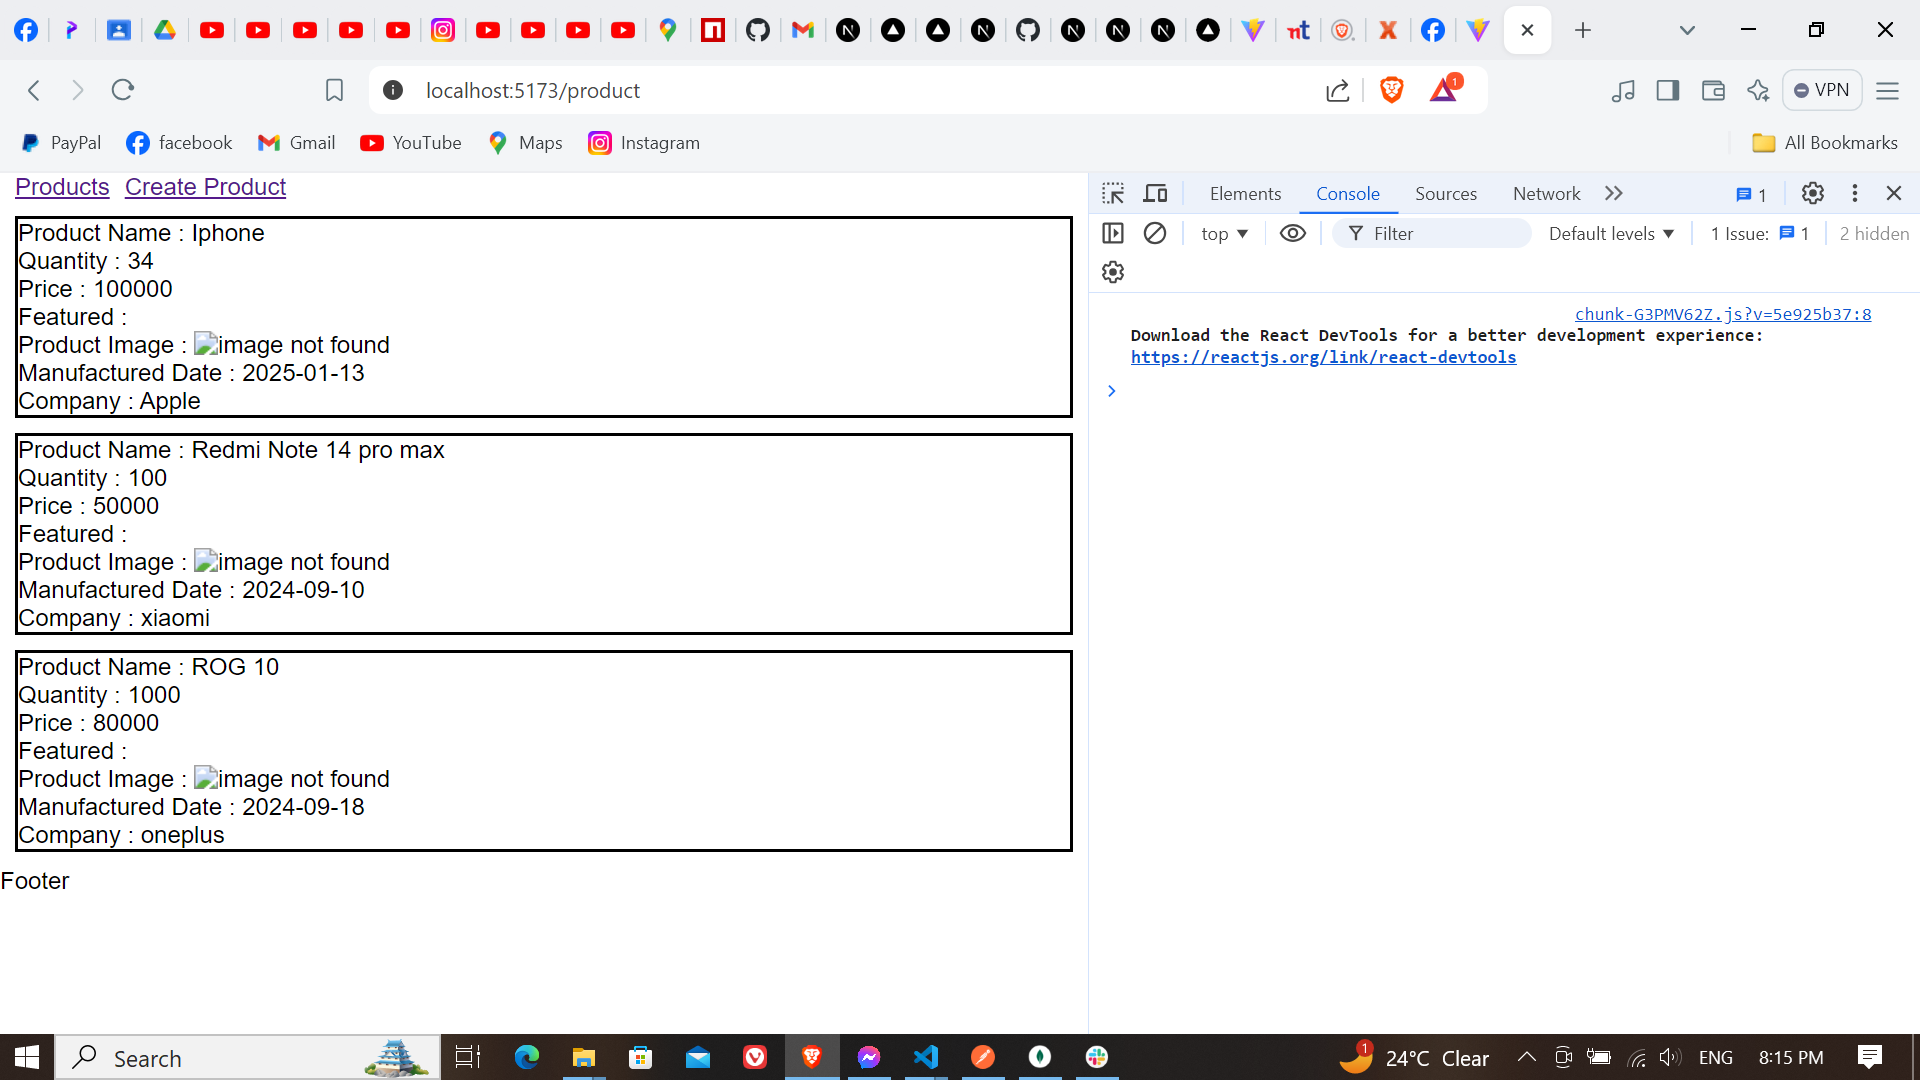 localhost:5173/product
1
VPN
PayPal facebook Gmail YouTube Maps Instagram All Bookmarks
Products Create Product
Product Name : Iphone
Quantity : 34
Price : 100000
Featured :
Product Image : image not found
Manufactured Date : 2025-01-13
Company : Apple
Product Name : Redmi Note 14 pro max
Quantity : 100
Price : 50000
Featured :
Product Image : image not found
Manufactured Date : 2024-09-10
Company : xiaomi
Product Name : ROG 10
Quantity : 1000
Price : 80000
Featured :
Product Image : image not found
Manufactured Date : 2024-09-18
Company : oneplus
Footer
Elements Console Sources Network 1
top Filter Default levels 1 Issue: 1 2 hidden
chunk-G3PMV62Z.js?v=5e925b37:8
Download the React DevTools for a better development experience:
https://reactjs.org/link/react-devtools
Search 1 24°C Clear ENG 8:15 PM